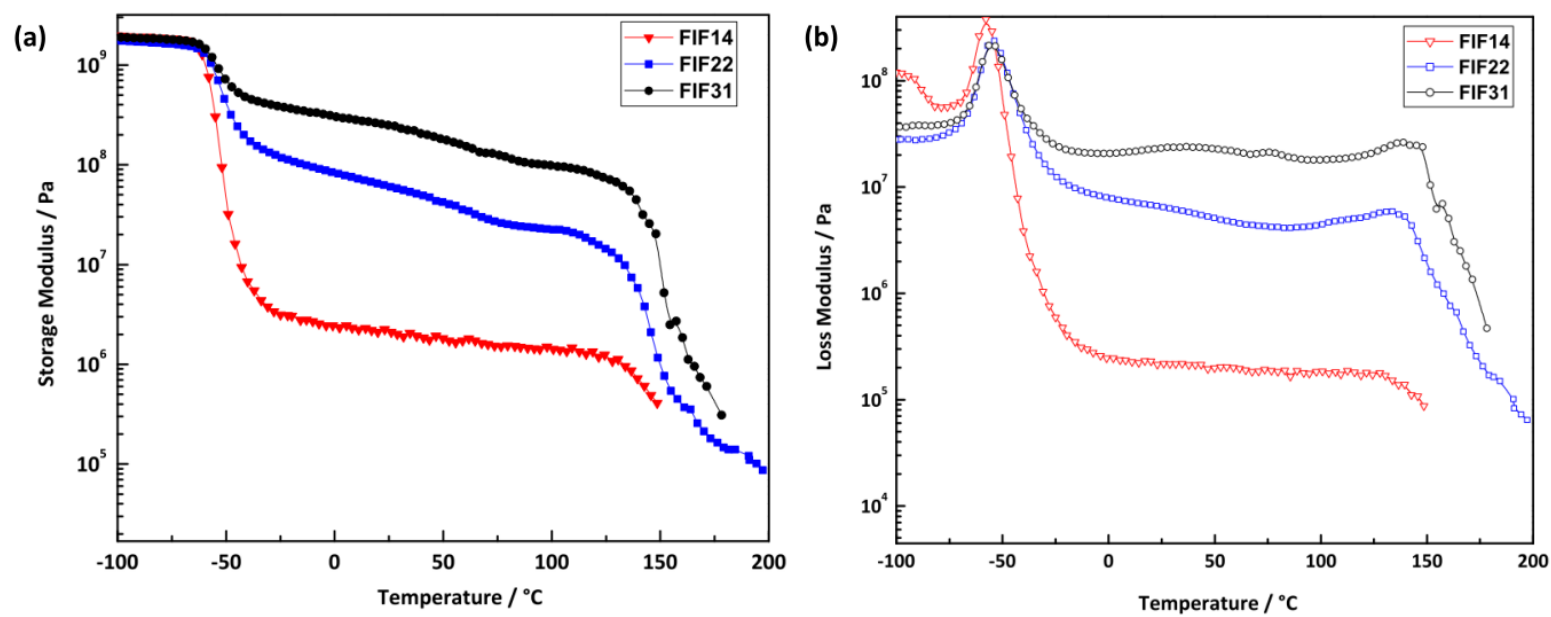 (a)
FIF14
FIF22
FIF31
10⁹
10⁸
10⁷
10⁶
10⁵
Storage Modulus / Pa
-100 -50 0 50 100 150 200
Temperature / °C
(b)
FIF14
FIF22
FIF31
10⁸
10⁷
10⁶
10⁵
10⁴
Loss Modulus / Pa
-100 -50 0 50 100 150 200
Temperature / °C